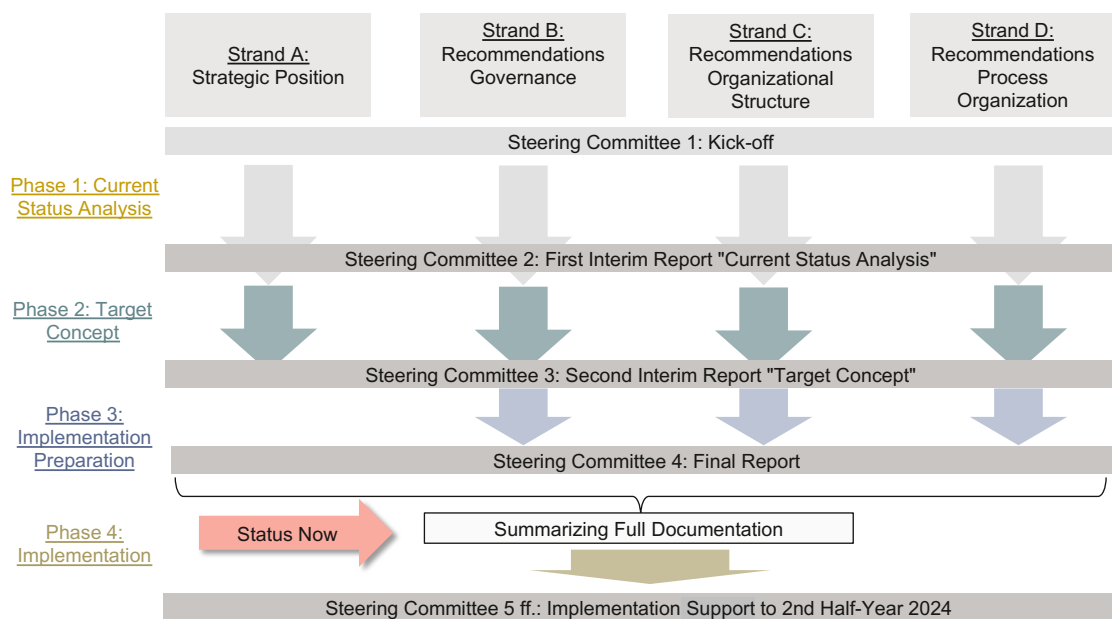 Strand A:
Strategic Position
Strand B:
Recommendations
Governance
Strand C:
Recommendations
Organizational
Structure
Strand D:
Recommendations
Process
Organization
Steering Committee 1: Kick-off
Phase 1: Current
Status Analysis
Steering Committee 2: First Interim Report "Current Status Analysis"
Phase 2: Target
Concept
Steering Committee 3: Second Interim Report "Target Concept"
Phase 3:
Implementation
Preparation
Steering Committee 4: Final Report
Phase 4:
Implementation
Status Now
Summarizing Full Documentation
Steering Committee 5 ff.: Implementation Support to 2nd Half-Year 2024